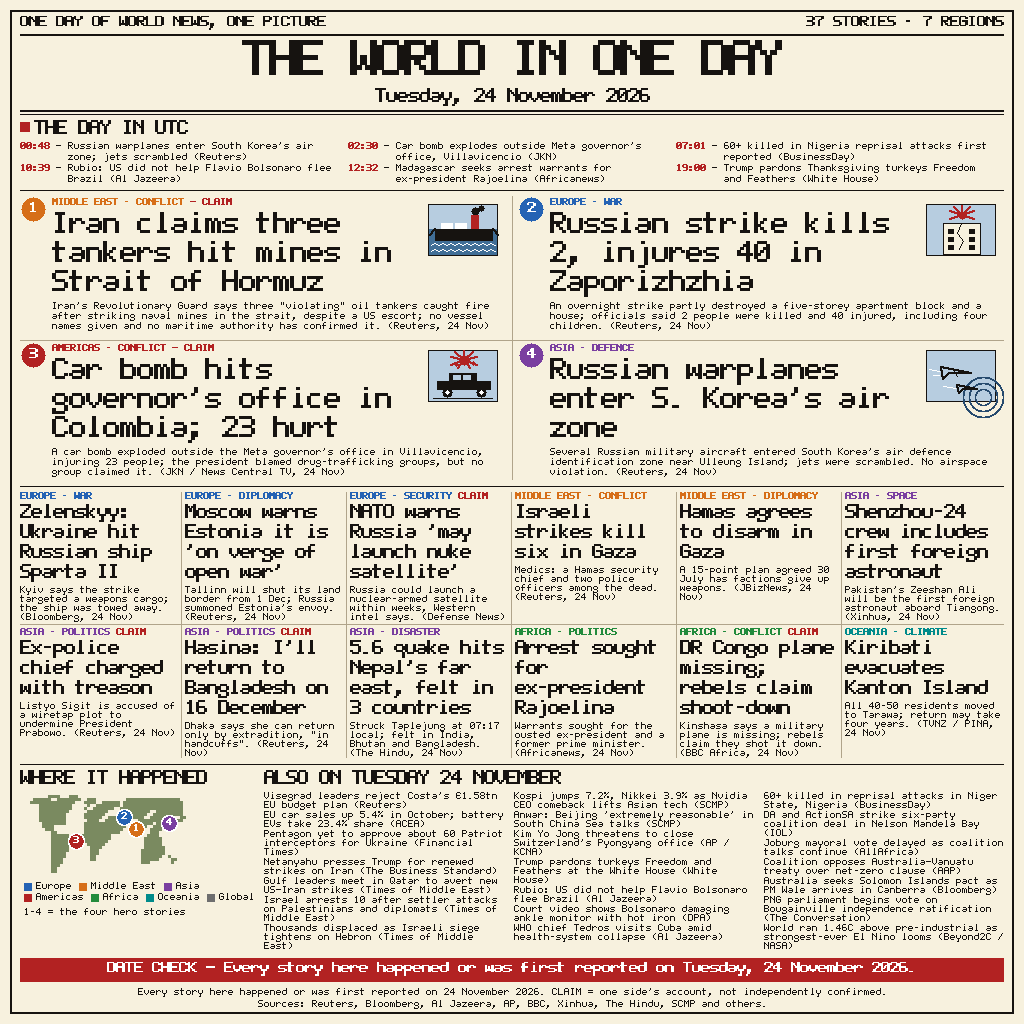 ONE DAY OF WORLD NEWS, ONE PICTURE
37 STORIES - 7 REGIONS
THE WORLD IN ONE DAY
Tuesday, 24 November 2026
THE DAY IN UTC
00:48 – Russian warplanes enter South Korea's air
zone; jets scrambled (Reuters)
10:39 – Rubio: US did not help Flavio Bolsonaro flee
Brazil (Al Jazeera)
02:30 – Car bomb explodes outside Meta governor's
office, Villavicencio (JKN)
12:32 – Madagascar seeks arrest warrants for
ex-president Rajoelina (Africanews)
07:01 – 60+ killed in Nigeria reprisal attacks first
reported (BusinessDay)
19:00 – Trump pardons Thanksgiving turkeys Freedom
and Feathers (White House)
1
MIDDLE EAST - CONFLICT – CLAIM
Iran claims three
tankers hit mines in
Strait of Hormuz
Iran's Revolutionary Guard says three "violating" oil tankers caught fire
after striking naval mines in the strait, despite a US escort; no vessel
names given and no maritime authority has confirmed it. (Reuters, 24 Nov)
2
EUROPE - WAR
Russian strike kills
2, injures 40 in
Zaporizhzhia
An overnight strike partly destroyed a five-storey apartment block and a
house; officials said 2 people were killed and 40 injured, including four
children. (Reuters, 24 Nov)
3
AMERICAS - CONFLICT – CLAIM
Car bomb hits
governor's office in
Colombia; 23 hurt
A car bomb exploded outside the Meta governor's office in Villavicencio,
injuring 23 people; the president blamed drug-trafficking groups, but no
group claimed it. (JKN / News Central TV, 24 Nov)
4
ASIA - DEFENCE
Russian warplanes
enter S. Korea's air
zone
Several Russian military aircraft entered South Korea's air defence
identification zone near Ulleung Island; jets were scrambled. No airspace
violation. (Reuters, 24 Nov)
EUROPE - WAR
Zelenskyy:
Ukraine hit
Russian ship
Sparta II
Kyiv says the strike
targeted a weapons cargo;
the ship was towed away.
(Bloomberg, 24 Nov)
EUROPE - DIPLOMACY
Moscow warns
Estonia it is
'on verge of
open war'
Tallinn will shut its land
border from 1 Dec; Russia
summoned Estonia's envoy.
(Reuters, 24 Nov)
EUROPE - SECURITY CLAIM
NATO warns
Russia 'may
launch nuke
satellite'
Russia could launch a
nuclear-armed satellite
within weeks, Western
intel says. (Defense News)
MIDDLE EAST - CONFLICT
Israeli
strikes kill
six in Gaza
Medics: a Hamas security
chief and two police
officers among the dead.
(Reuters, 24 Nov)
MIDDLE EAST - DIPLOMACY
Hamas agrees
to disarm in
Gaza
A 15-point plan agreed 30
July has factions give up
weapons. (JBizNews, 24
Nov)
ASIA - SPACE
Shenzhou-24
crew includes
first foreign
astronaut
Pakistan's Zeeshan Ali
will be the first foreign
astronaut aboard Tiangong.
(Xinhua, 24 Nov)
ASIA - POLITICS CLAIM
Ex-police
chief charged
with treason
Listyo Sigit is accused of
a wiretap plot to
undermine President
Prabowo. (Reuters, 24 Nov)
ASIA - POLITICS CLAIM
Hasina: I'll
return to
Bangladesh on
16 December
Dhaka says she can return
only by extradition, "in
handcuffs". (Reuters, 24
Nov)
ASIA - DISASTER
5.6 quake hits
Nepal's far
east, felt in
3 countries
Struck Taplejung at 07:17
local; felt in India,
Bhutan and Bangladesh.
(The Hindu, 24 Nov)
AFRICA - POLITICS
Arrest sought
for
ex-president
Rajoelina
Warrants sought for the
ousted ex-president and a
former prime minister.
(Africanews, 24 Nov)
AFRICA - CONFLICT CLAIM
DR Congo plane
missing;
rebels claim
shoot-down
Kinshasa says a military
plane is missing; rebels
claim they shot it down.
(BBC Africa, 24 Nov)
OCEANIA - CLIMATE
Kiribati
evacuates
Kanton Island
All 40-50 residents moved
to Tarawa; return may take
four years. (TVNZ / PINA,
24 Nov)
WHERE IT HAPPENED
2
1
4
3
Europe Middle East Asia
Americas Africa Oceania Global
1-4 = the four hero stories
ALSO ON TUESDAY 24 NOVEMBER
Visegrad leaders reject Costa's 61.58tn
EU budget plan (Reuters)
EU car sales up 5.4% in October; battery
EVs take 23.4% share (ACEA)
Pentagon yet to approve about 60 Patriot
interceptors for Ukraine (Financial
Times)
Netanyahu presses Trump for renewed
strikes on Iran (The Business Standard)
Gulf leaders meet in Qatar to avert new
US-Iran strikes (Times of Middle East)
Israel arrests 10 after settler attacks
on Palestinians and diplomats (Times of
Middle East)
Thousands displaced as Israeli siege
tightens on Hebron (Times of Middle
East)
Kospi jumps 7.2%, Nikkei 3.9% as Nvidia
CEO comeback lifts Asian tech (SCMP)
Anwar: Beijing 'extremely reasonable' in
South China Sea talks (SCMP)
Kim Yo Jong threatens to close
Switzerland's Pyongyang office (AP /
KCNA)
Trump pardons turkeys Freedom and
Feathers at the White House (White
House)
Rubio: US did not help Flavio Bolsonaro
flee Brazil (Al Jazeera)
Court video shows Bolsonaro damaging
ankle monitor with hot iron (DPA)
WHO chief Tedros visits Cuba amid
health-system collapse (Al Jazeera)
60+ killed in reprisal attacks in Niger
State, Nigeria (BusinessDay)
DA and ActionSA strike six-party
coalition deal in Nelson Mandela Bay
(IOL)
Joburg mayoral vote delayed as coalition
talks continue (AllAfrica)
Coalition opposes Australia-Vanuatu
treaty over net-zero clause (AAP)
Australia seeks Solomon Islands pact as
PM Wale arrives in Canberra (Bloomberg)
PNG parliament begins vote on
Bougainville independence ratification
(The Conversation)
World ran 1.46C above pre-industrial as
strongest-ever El Nino looms (Beyond2C /
NASA)
DATE CHECK – Every story here happened or was first reported on Tuesday, 24 November 2026.
Every story here happened or was first reported on 24 November 2026. CLAIM = one side's account, not independently confirmed.
Sources: Reuters, Bloomberg, Al Jazeera, AP, BBC, Xinhua, The Hindu, SCMP and others.